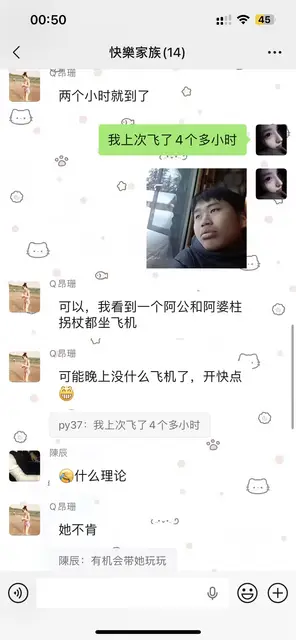 00:50
45
快樂家族(14)
Q昂珊
两个小时就到了
我上次飞了4个多小时
Q昂珊
可以，我看到一个阿公和阿婆柱
拐杖都坐飞机
Q昂珊
可能晚上没什么飞机了，开快点
py37：我上次飞了4个多小时
陳辰
什么理论
Q昂珊
她不肯
陳辰：有机会带她玩玩